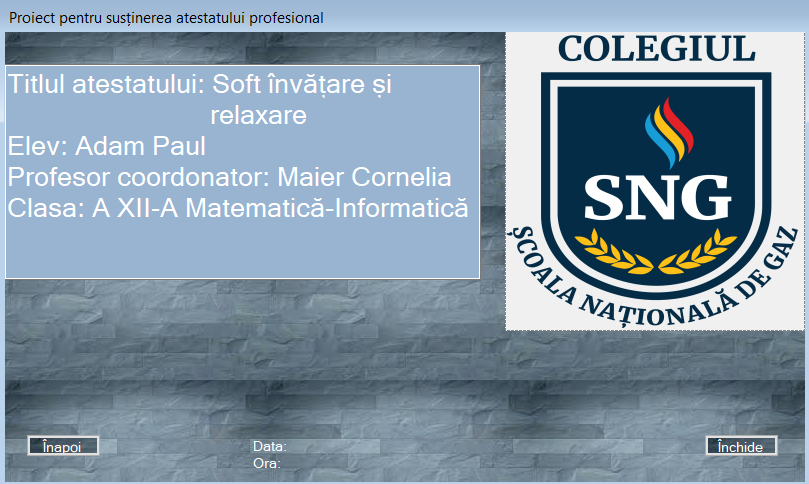 Proiect pentru susținerea atestatului profesional
Titlul atestatului: Soft învățare și
relaxare
Elev: Adam Paul
Profesor coordonator: Maier Cornelia
Clasa: A XII-A Matematică-Informatică
COLEGIUL
SNG
ȘCOALA NAȚIONALĂ DE GAZ
Înapoi
Data:
Ora:
Închide